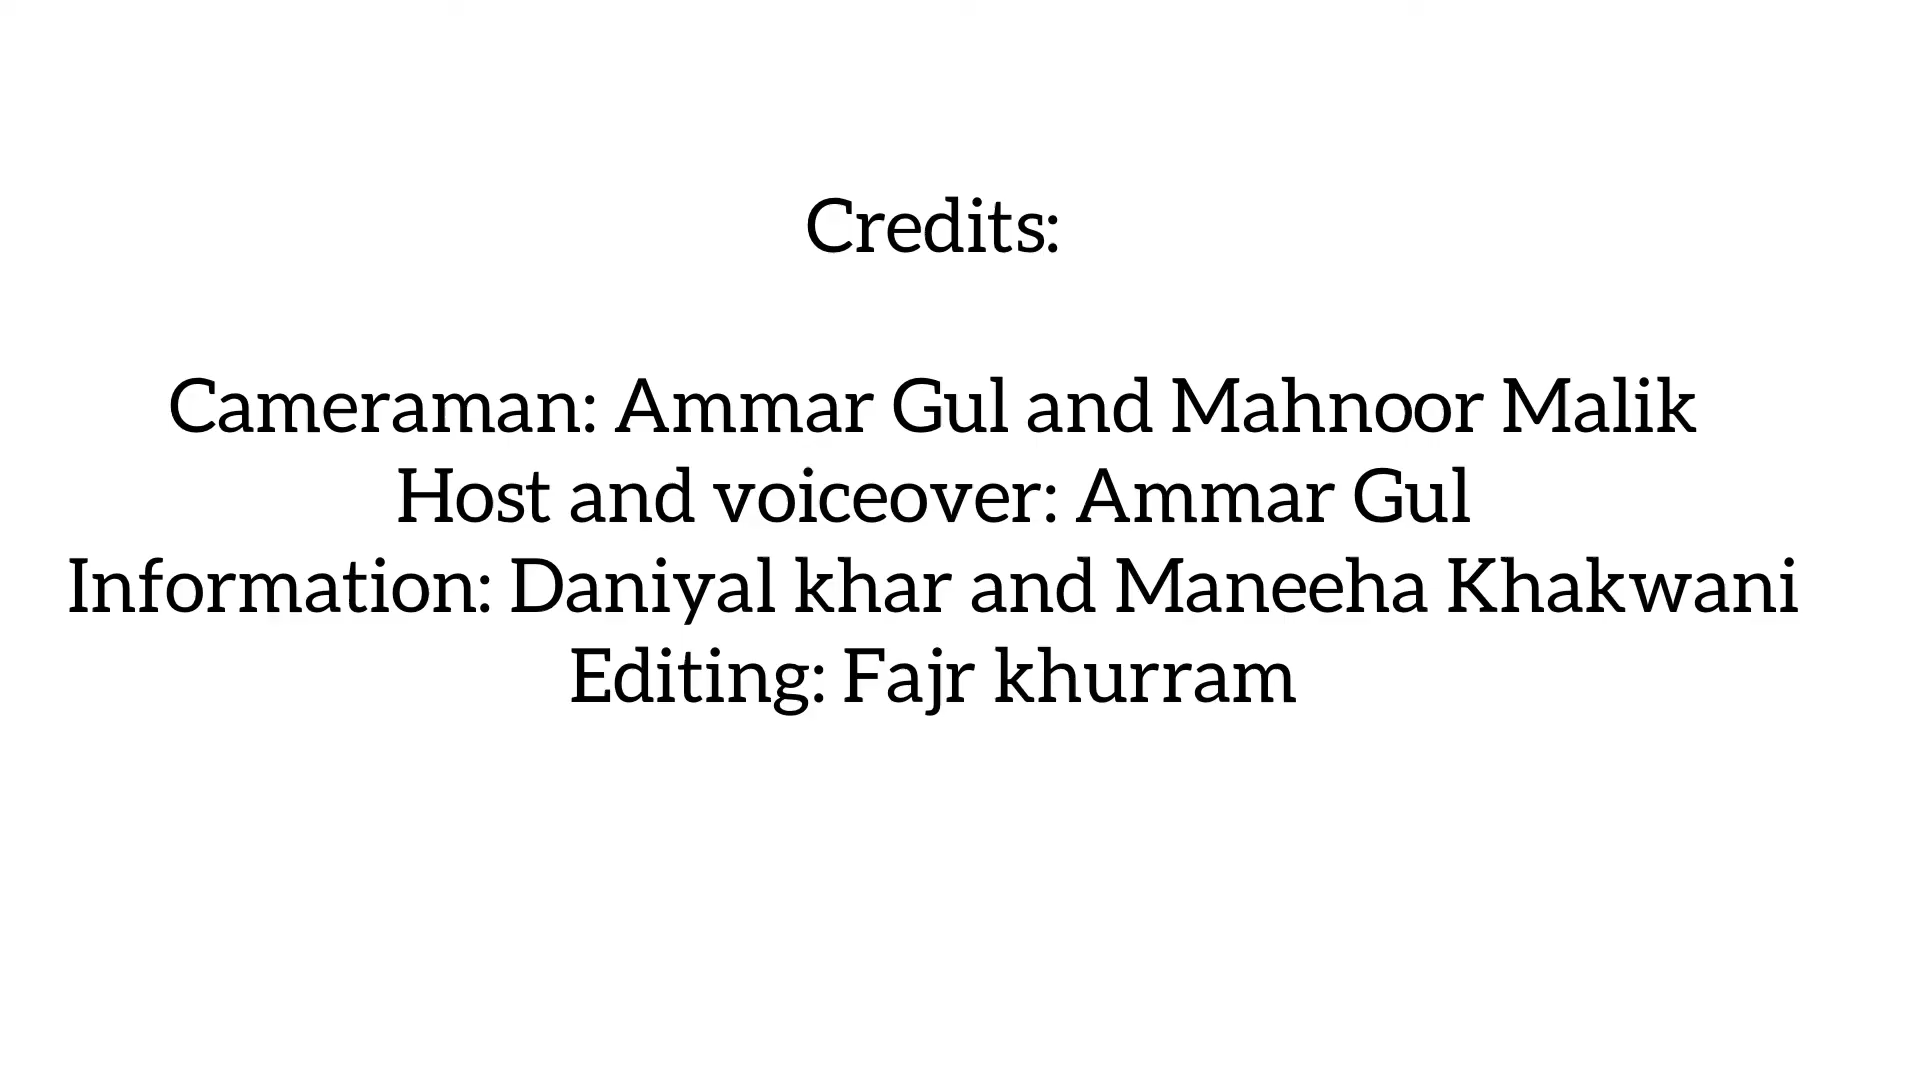 Credits:
Cameraman: Ammar Gul and Mahnoor Malik
Host and voiceover: Ammar Gul
Information: Daniyal khar and Maneeha Khakwani
Editing: Fajr khurram